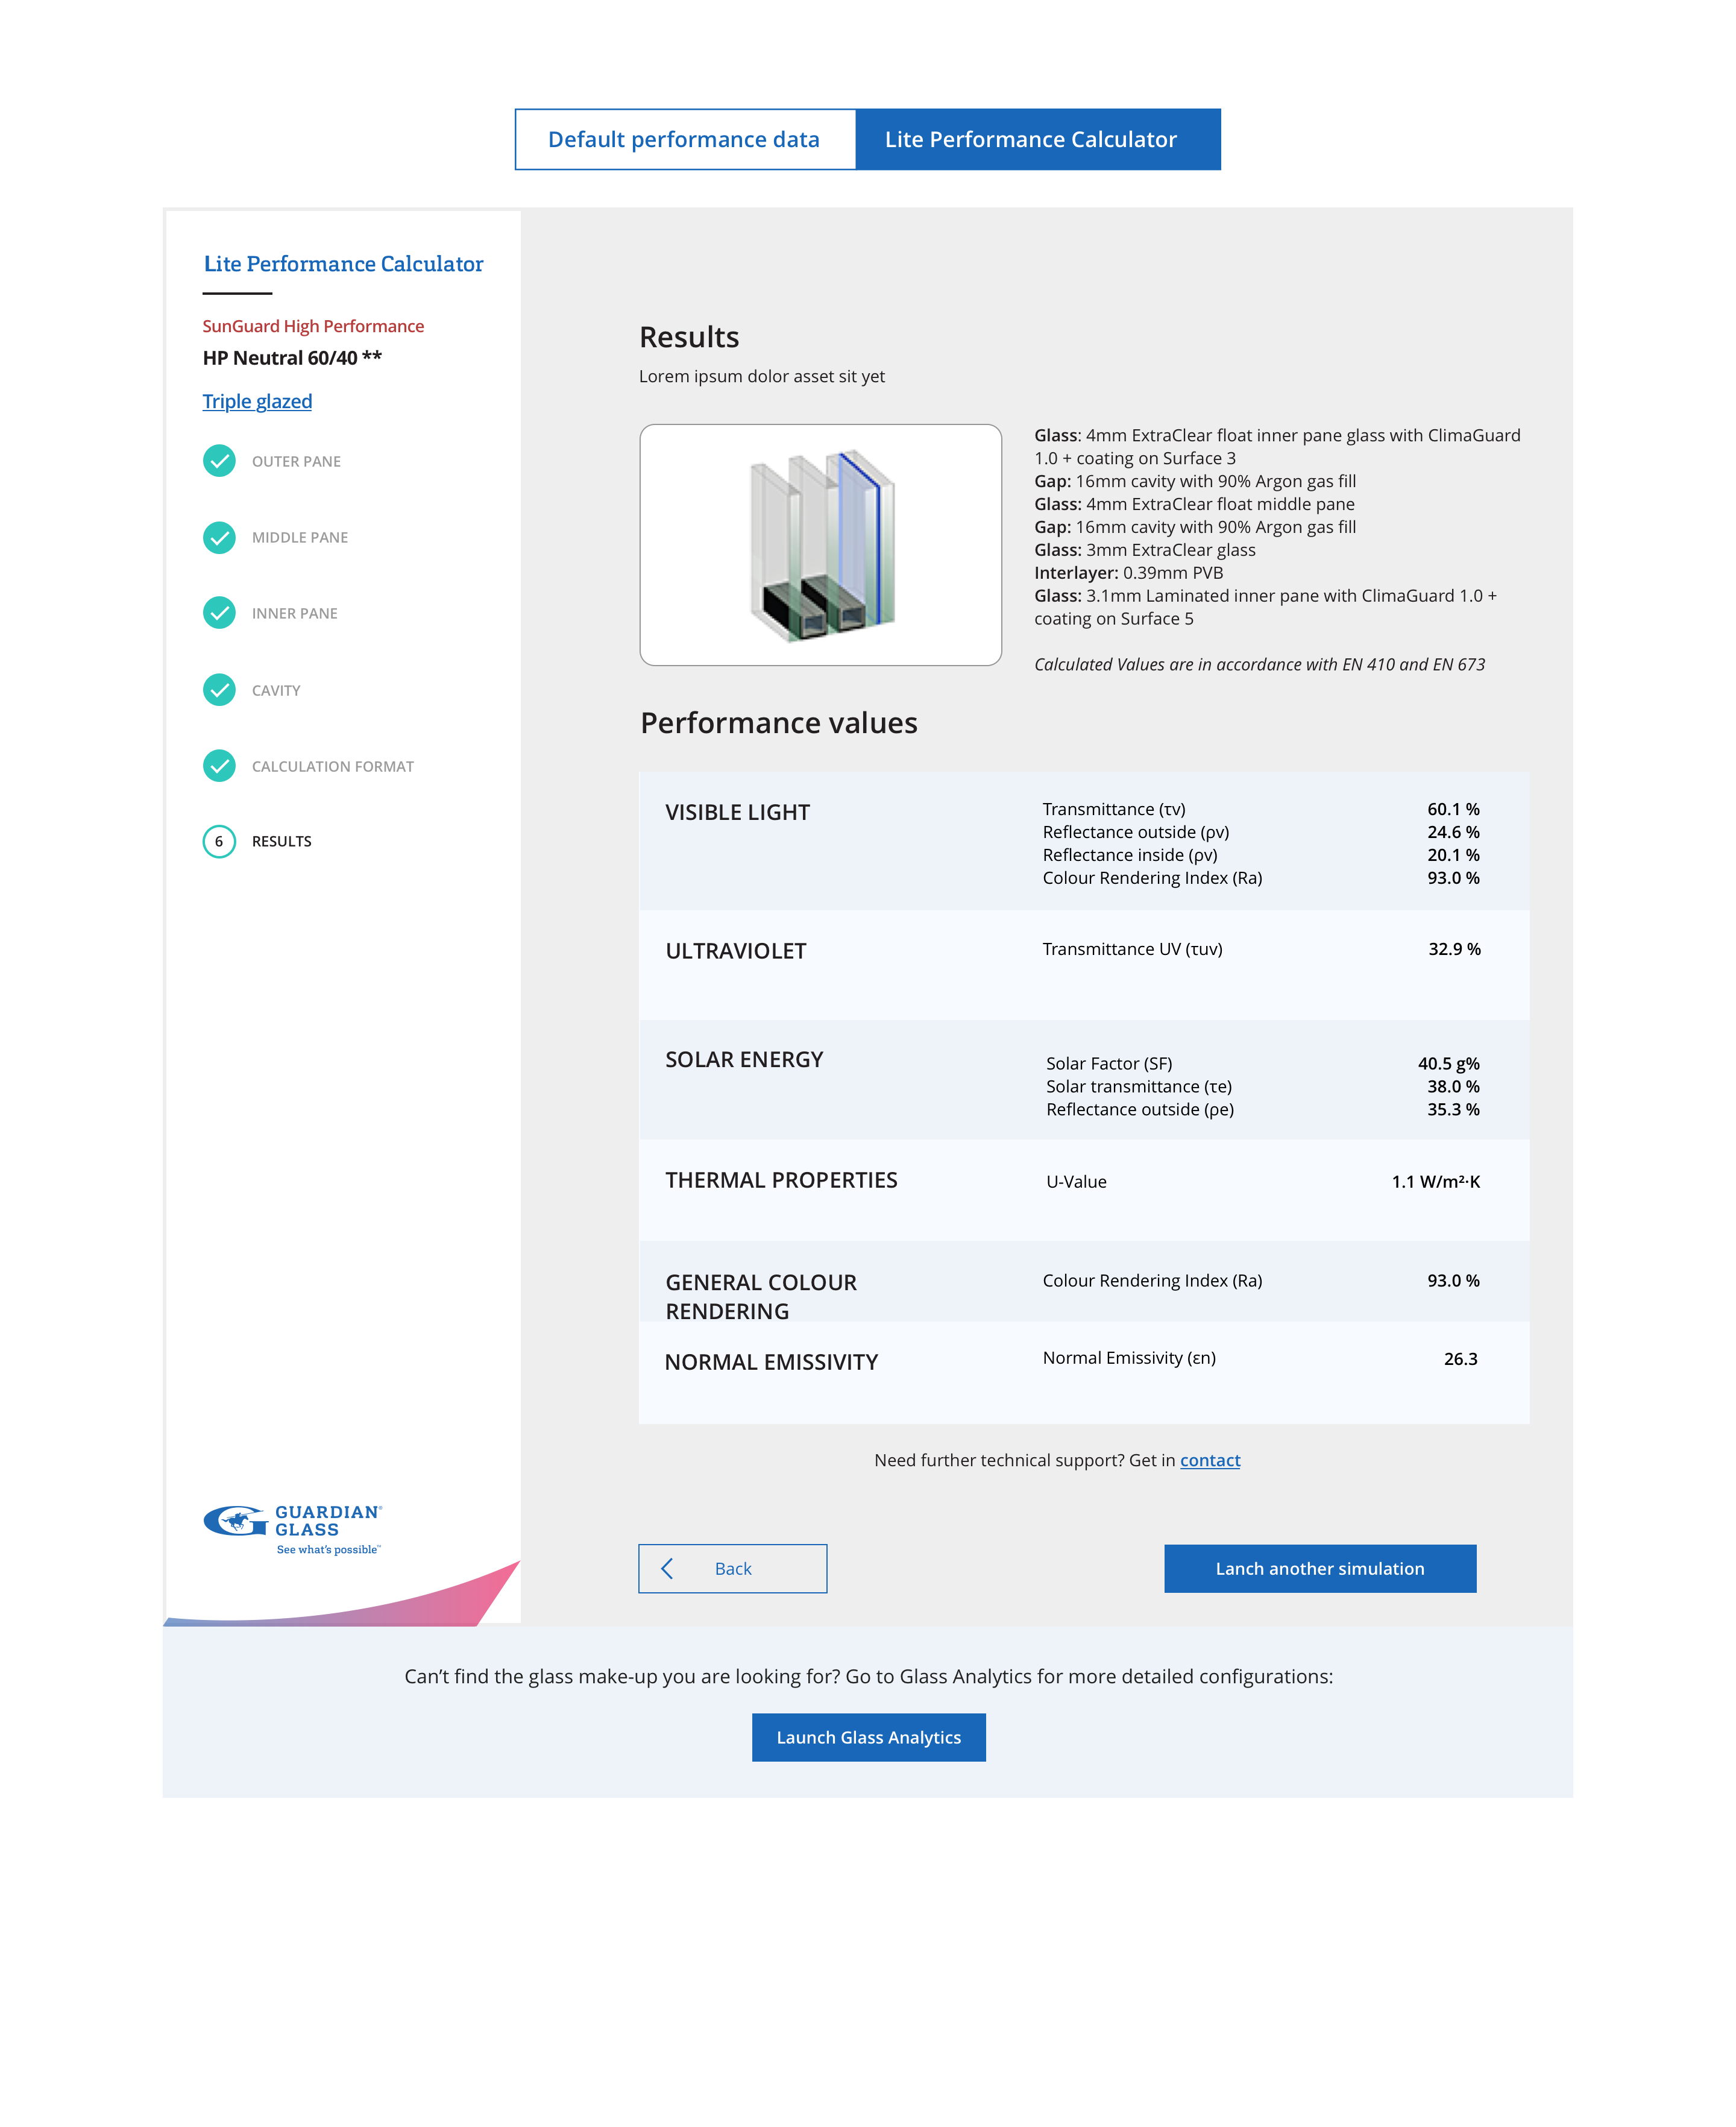 Default performance data
Lite Performance Calculator
Lite Performance Calculator
SunGuard High Performance
HP Neutral 60/40 **
Triple glazed
OUTER PANE
MIDDLE PANE
INNER PANE
CAVITY
CALCULATION FORMAT
6 RESULTS
GUARDIAN®
GLASS
See what's possible™
Results
Lorem ipsum dolor asset sit yet
Glass: 4mm ExtraClear float inner pane glass with ClimaGuard
1.0 + coating on Surface 3
Gap: 16mm cavity with 90% Argon gas fill
Glass: 4mm ExtraClear float middle pane
Gap: 16mm cavity with 90% Argon gas fill
Glass: 3mm ExtraClear glass
Interlayer: 0.39mm PVB
Glass: 3.1mm Laminated inner pane with ClimaGuard 1.0 +
coating on Surface 5
Calculated Values are in accordance with EN 410 and EN 673
Performance values
VISIBLE LIGHT
Transmittance (τv) 60.1 %
Reflectance outside (ρv) 24.6 %
Reflectance inside (ρv) 20.1 %
Colour Rendering Index (Ra) 93.0 %
ULTRAVIOLET
Transmittance UV (τuv) 32.9 %
SOLAR ENERGY
Solar Factor (SF) 40.5 g%
Solar transmittance (τe) 38.0 %
Reflectance outside (ρe) 35.3 %
THERMAL PROPERTIES
U-Value 1.1 W/m²·K
GENERAL COLOUR
RENDERING
Colour Rendering Index (Ra) 93.0 %
NORMAL EMISSIVITY
Normal Emissivity (εn) 26.3
Need further technical support? Get in contact
Back
Lanch another simulation
Can't find the glass make-up you are looking for? Go to Glass Analytics for more detailed configurations:
Launch Glass Analytics